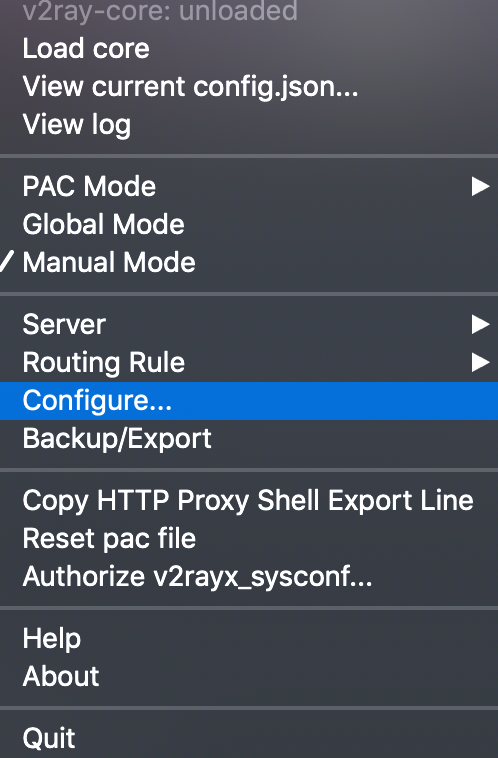 v2ray-core: unloaded
Load core
View current config.json...
View log
PAC Mode
Global Mode
Manual Mode
Server
Routing Rule
Configure...
Backup/Export
Copy HTTP Proxy Shell Export Line
Reset pac file
Authorize v2rayx_sysconf...
Help
About
Quit